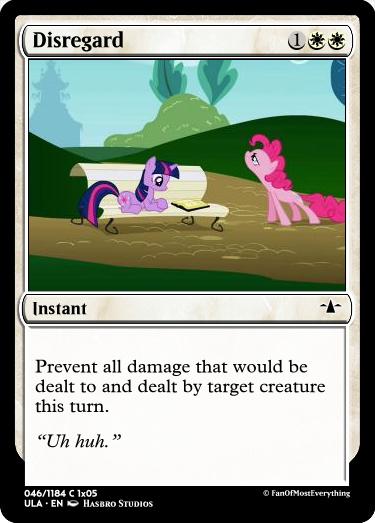 Disregard 1
Instant
Prevent all damage that would be
dealt to and dealt by target creature
this turn.
“Uh huh.”
046/1184 C 1x05
ULA • EN Hasbro Studios
© FanOfMostEverything